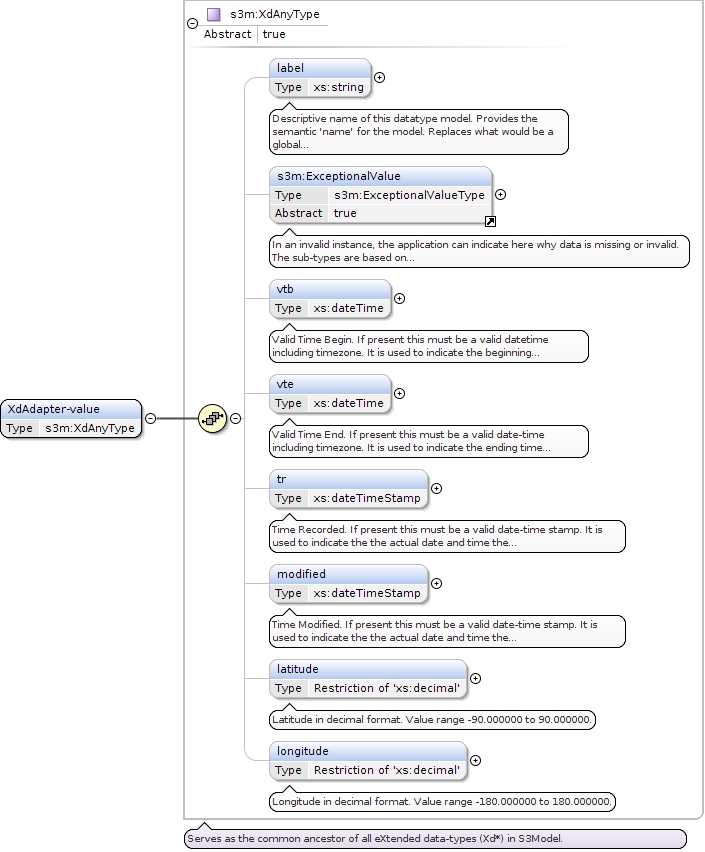 s3m:XdAnyType
Abstract true
label
Type xs:string
Descriptive name of this datatype model. Provides the
semantic 'name' for the model. Replaces what would be a
global...
s3m:ExceptionalValue
Type s3m:ExceptionalValueType
Abstract true
In an invalid instance, the application can indicate here why data is missing or invalid.
The sub-types are based on...
vtb
Type xs:dateTime
Valid Time Begin. If present this must be a valid datetime
including timezone. It is used to indicate the beginning...
vte
Type xs:dateTime
Valid Time End. If present this must be a valid date-time
including timezone. It is used to indicate the ending time...
XdAdapter-value
Type s3m:XdAnyType
tr
Type xs:dateTimeStamp
Time Recorded. If present this must be a valid date-time stamp. It is
used to indicate the the actual date and time the...
modified
Type xs:dateTimeStamp
Time Modified. If present this must be a valid date-time stamp. It is
used to indicate the the actual date and time the...
latitude
Type Restriction of 'xs:decimal'
Latitude in decimal format. Value range -90.000000 to 90.000000.
longitude
Type Restriction of 'xs:decimal'
Longitude in decimal format. Value range -180.000000 to 180.000000.
Serves as the common ancestor of all eXtended data-types (Xd*) in S3Model.